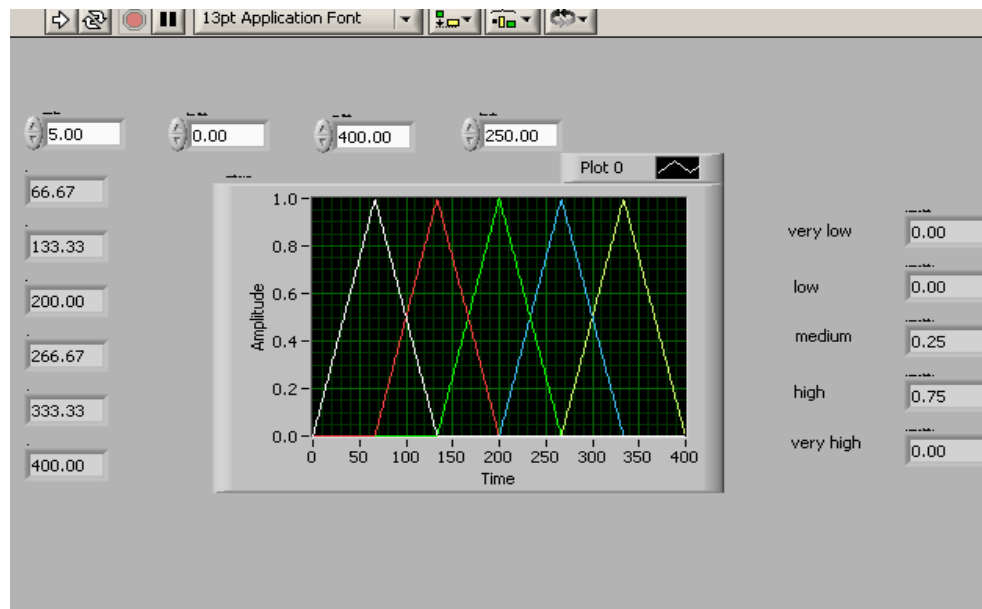 13pt Application Font
5.00 0.00 400.00 250.00
Plot 0
66.67
133.33
200.00
266.67
333.33
400.00
1.0
0.8
0.6
0.4
0.2
0.0
Amplitude
0 50 100 150 200 250 300 350 400
Time
very low 0.00
low 0.00
medium 0.25
high 0.75
very high 0.00